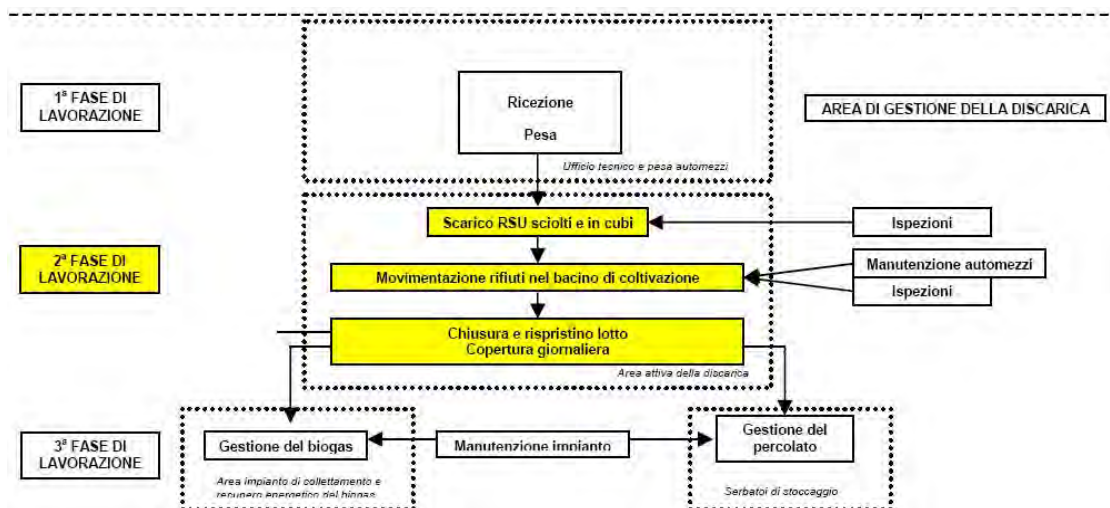 1ª FASE DI
LAVORAZIONE
Ricezione
Pesa
Ufficio tecnico e pesa automezzi
AREA DI GESTIONE DELLA DISCARICA
2ª FASE DI
LAVORAZIONE
Scarico RSU sciolti e in cubi
Ispezioni
Movimentazione rifiuti nel bacino di coltivazione
Manutenzione automezzi
Ispezioni
Chiusura e rispristino lotto
Copertura giornaliera
Area attiva della discarica
3ª FASE DI
LAVORAZIONE
Gestione del biogas
Area impianto di collettamento e
recupero energetico del biogas
Manutenzione impianto
Gestione del
percolato
Serbatoi di stoccaggio